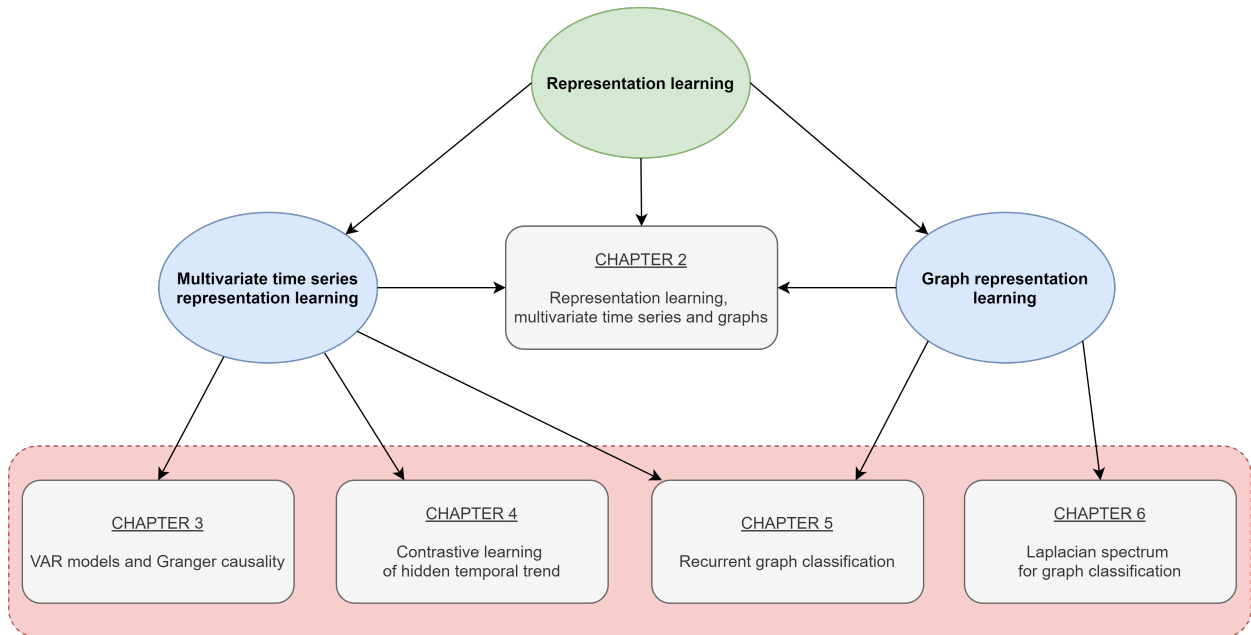 Representation learning
Multivariate time series
representation learning
CHAPTER 2
Representation learning,
multivariate time series and graphs
Graph representation
learning
CHAPTER 3
VAR models and Granger causality
CHAPTER 4
Contrastive learning
of hidden temporal trend
CHAPTER 5
Recurrent graph classification
CHAPTER 6
Laplacian spectrum
for graph classification